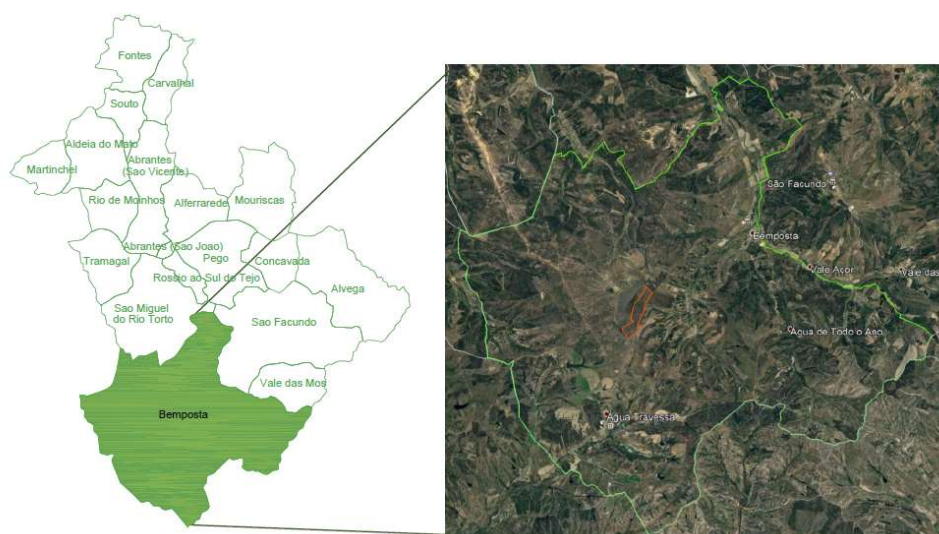 Fontes
Carvalhal
Souto
Aldeia do Mato
Martinchel
Abrantes
(Sao Vicente)
Rio de Moinhos
Alferrarede
Mouriscas
Abrantes (Sao Joao)
Pego
Concavada
Tramagal
Rossio ao Sul do Tejo
Alvega
Sao Miguel
do Rio Torto
Sao Facundo
Vale das Mos
Bemposta
São Facundo
Bemposta
Vale Açor
Vale das
Água de Todo o Ano
Água Travessa